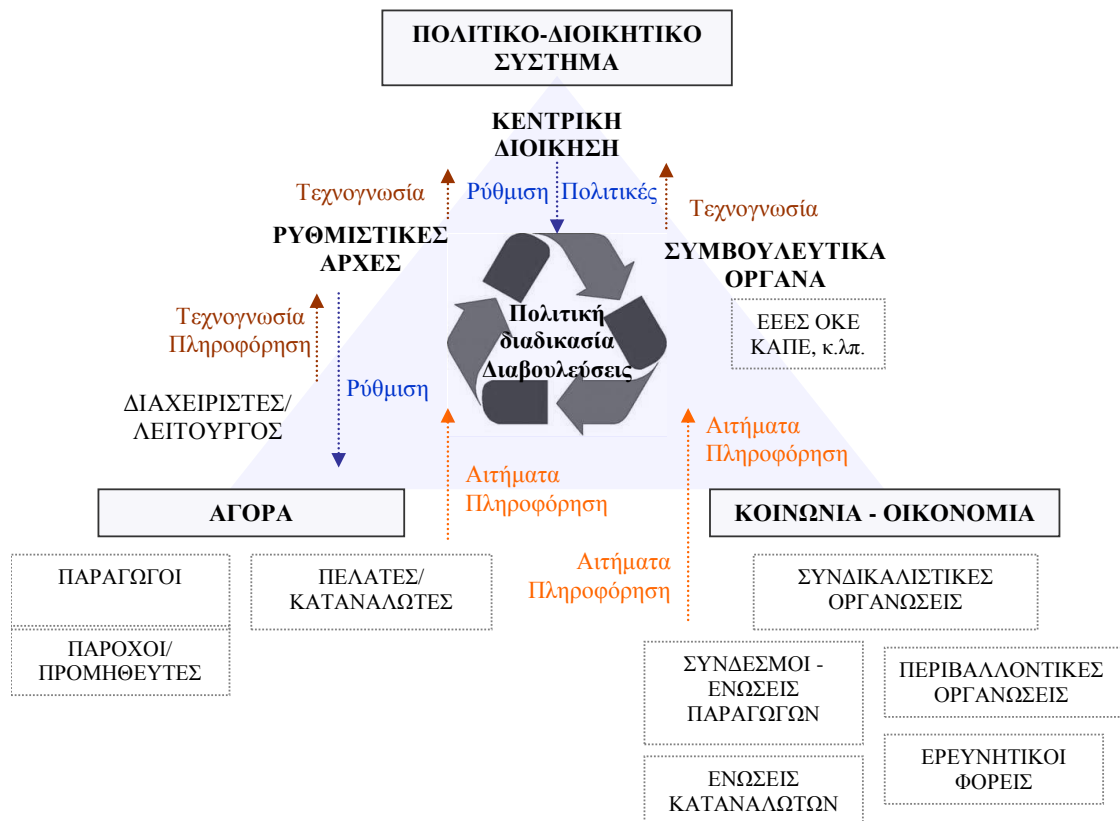 ΠΟΛΙΤΙΚΟ-ΔΙΟΙΚΗΤΙΚΟ
ΣΥΣΤΗΜΑ
ΚΕΝΤΡΙΚΗ
ΔΙΟΙΚΗΣΗ
Τεχνογνωσία
Ρύθμιση
Πολιτικές
Τεχνογνωσία
ΡΥΘΜΙΣΤΙΚΕΣ
ΑΡΧΕΣ
ΣΥΜΒΟΥΛΕΥΤΙΚΑ
ΟΡΓΑΝΑ
ΕΕΕΣ ΟΚΕ
ΚΑΠΕ, κ.λπ.
Πολιτική
διαδικασία
Διαβουλεύσεις
Τεχνογνωσία
Πληροφόρηση
Ρύθμιση
ΔΙΑΧΕΙΡΙΣΤΕΣ/
ΛΕΙΤΟΥΡΓΟΣ
Αιτήματα
Πληροφόρηση
Αιτήματα
Πληροφόρηση
ΑΓΟΡΑ
ΚΟΙΝΩΝΙΑ - ΟΙΚΟΝΟΜΙΑ
ΠΑΡΑΓΩΓΟΙ
ΠΕΛΑΤΕΣ/
ΚΑΤΑΝΑΛΩΤΕΣ
Αιτήματα
Πληροφόρηση
ΣΥΝΔΙΚΑΛΙΣΤΙΚΕΣ
ΟΡΓΑΝΩΣΕΙΣ
ΠΑΡΟΧΟΙ/
ΠΡΟΜΗΘΕΥΤΕΣ
ΣΥΝΔΕΣΜΟΙ -
ΕΝΩΣΕΙΣ
ΠΑΡΑΓΩΓΩΝ
ΠΕΡΙΒΑΛΛΟΝΤΙΚΕΣ
ΟΡΓΑΝΩΣΕΙΣ
ΕΝΩΣΕΙΣ
ΚΑΤΑΝΑΛΩΤΩΝ
ΕΡΕΥΝΗΤΙΚΟΙ
ΦΟΡΕΙΣ